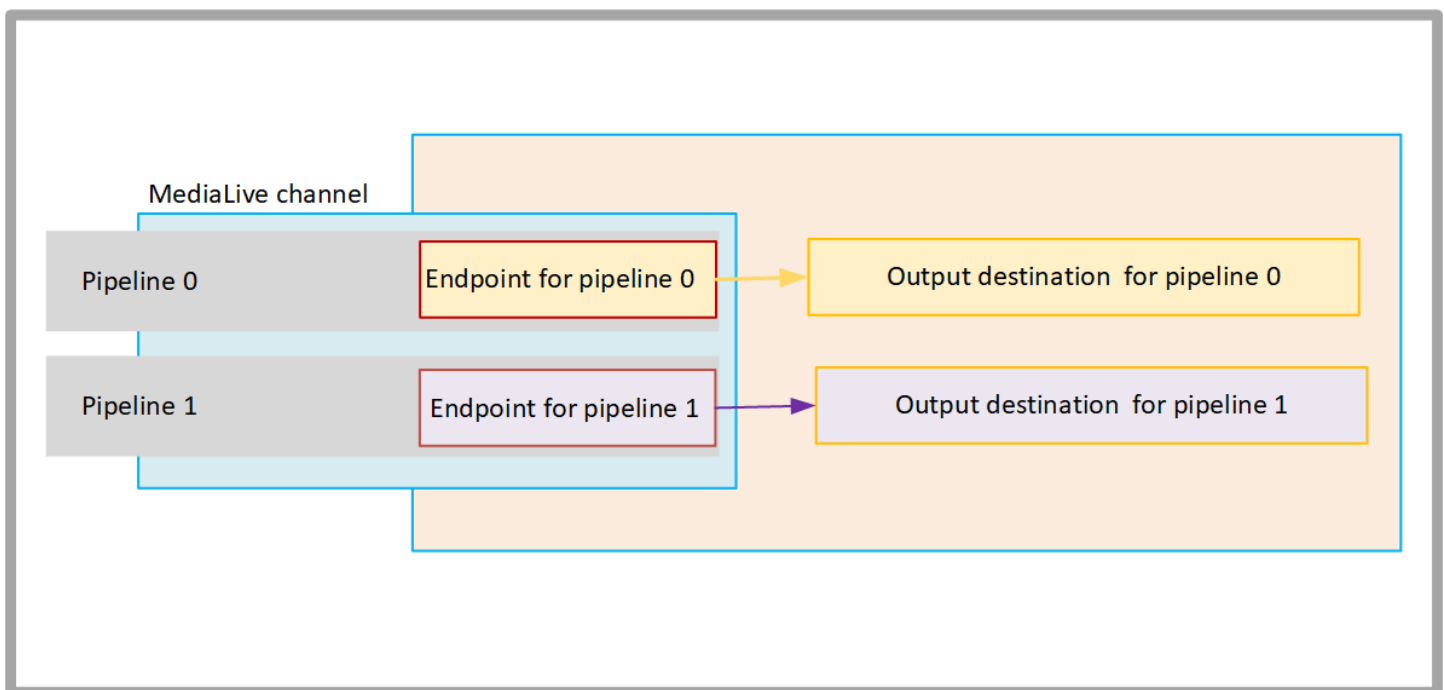 MediaLive channel
Pipeline 0
Endpoint for pipeline 0
Output destination  for pipeline 0
Pipeline 1
Endpoint for pipeline 1
Output destination  for pipeline 1